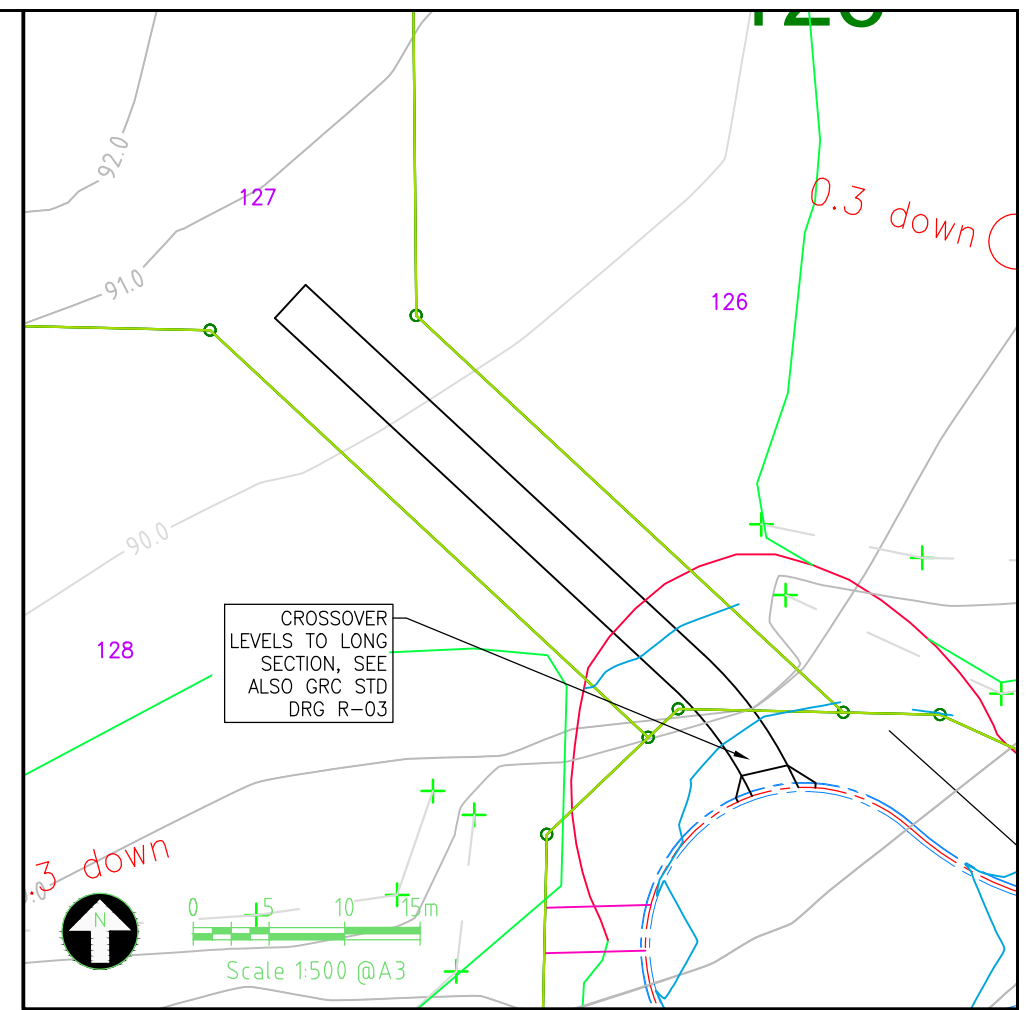 92.0
127
0.3 down
91.0
126
90.0
CROSSOVER
LEVELS TO LONG
SECTION, SEE
ALSO GRC STD
DRG R-03
128
.3 down
N
0 5 10 15m
Scale 1:500 @A3